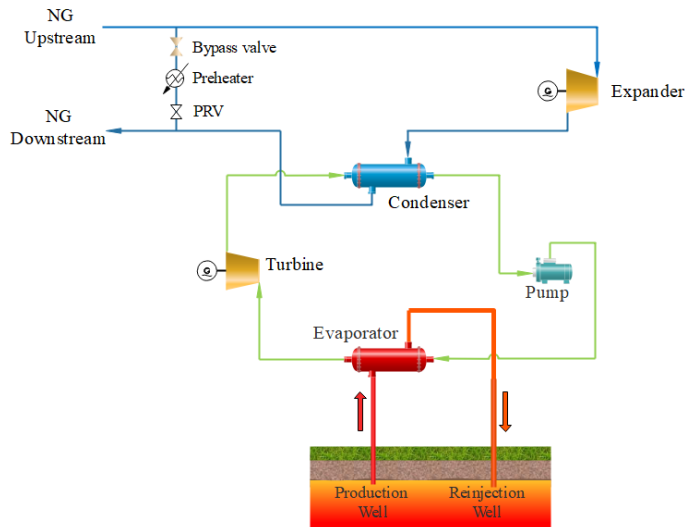 NG
Upstream
Bypass valve
Preheater
PRV
NG
Downstream
G
Expander
Condenser
G
Turbine
Pump
Evaporator
Production
Well
Reinjection
Well